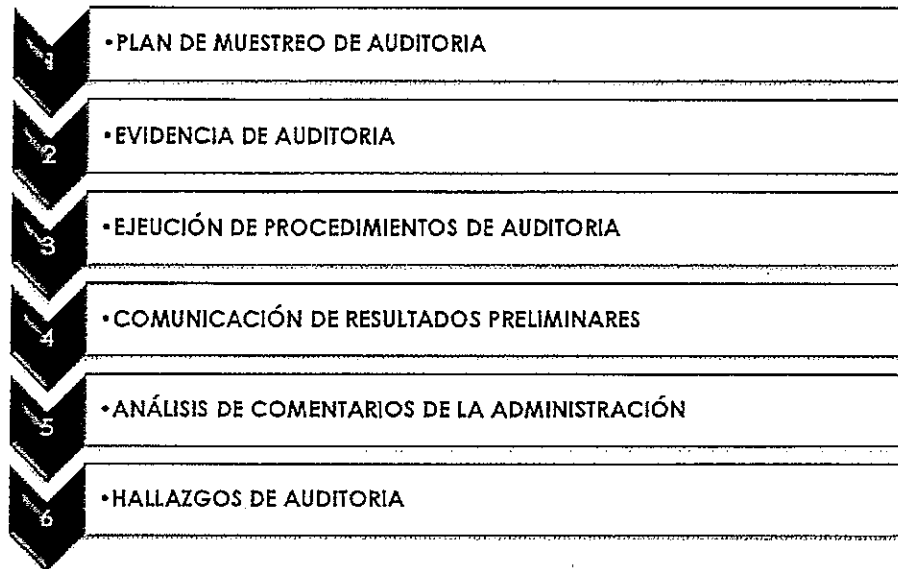 1
•PLAN DE MUESTREO DE AUDITORIA
2
•EVIDENCIA DE AUDITORIA
3
•EJEUCIÓN DE PROCEDIMIENTOS DE AUDITORIA
4
•COMUNICACIÓN DE RESULTADOS PRELIMINARES
5
•ANÁLISIS DE COMENTARIOS DE LA ADMINISTRACIÓN
6
•HALLAZGOS DE AUDITORIA